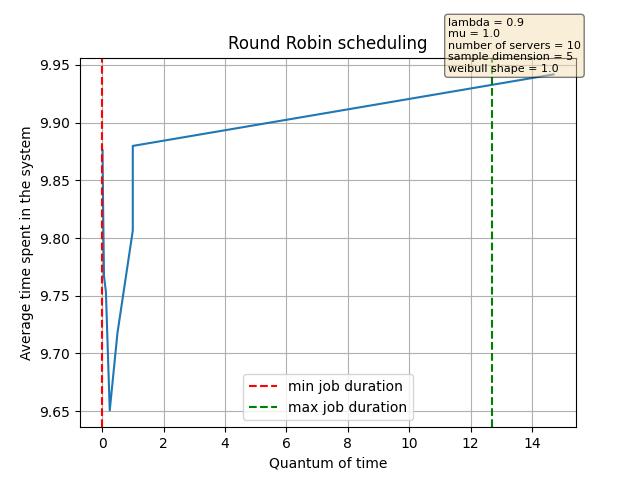 Round Robin scheduling
lambda = 0.9
mu = 1.0
number of servers = 10
sample dimension = 5
weibull shape = 1.0
Average time spent in the system
9.95
9.90
9.85
9.80
9.75
9.70
9.65
min job duration
max job duration
0 2 4 6 8 10 12 14
Quantum of time